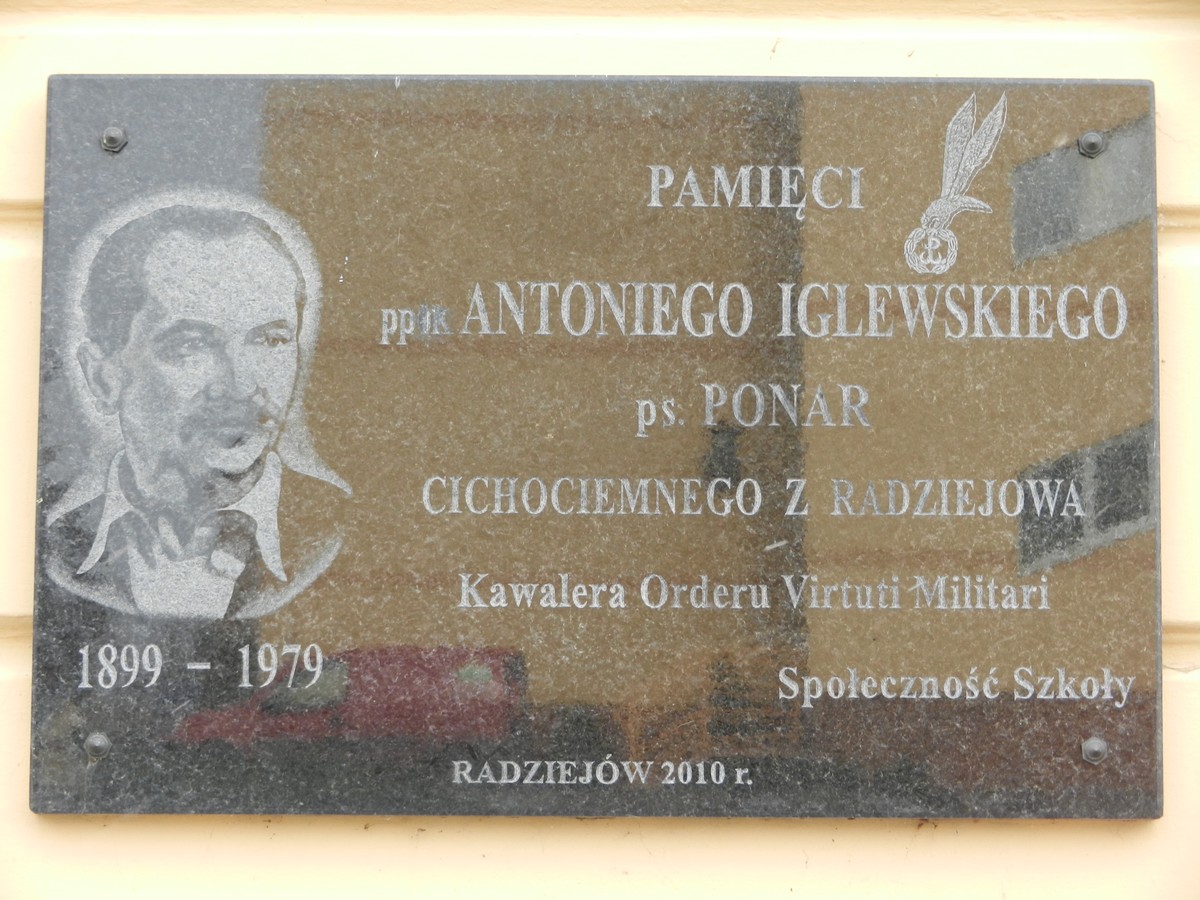 PAMIĘCI
ppłk ANTONIEGO IGLEWSKIEGO
ps. PONAR
CICHOCIEMNEGO Z RADZIEJOWA
Kawalera Orderu Virtuti Militari
1899 - 1979
Społeczność Szkoły
RADZIEJÓW 2010 r.